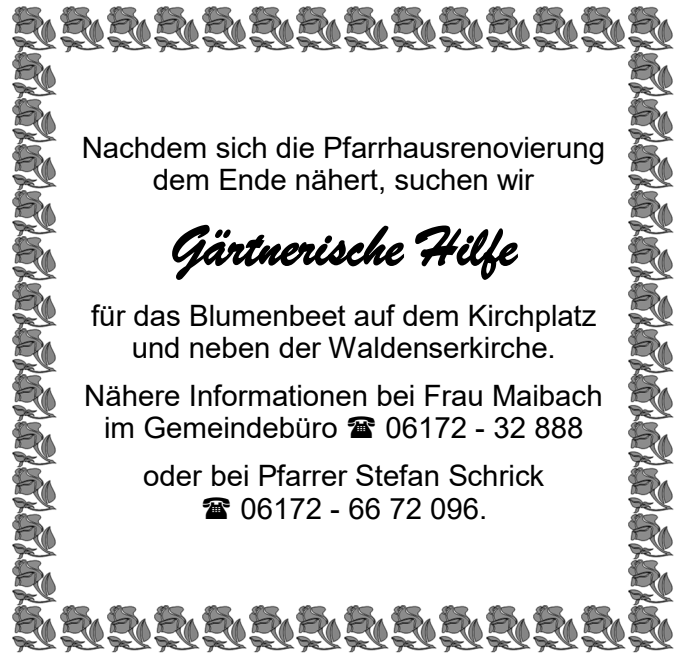 Nachdem sich die Pfarrhausrenovierung
dem Ende nähert, suchen wir
Gärtnerische Hilfe
für das Blumenbeet auf dem Kirchplatz
und neben der Waldenserkirche.
Nähere Informationen bei Frau Maibach
im Gemeindebüro ☎ 06172 - 32 888
oder bei Pfarrer Stefan Schrick
☎ 06172 - 66 72 096.